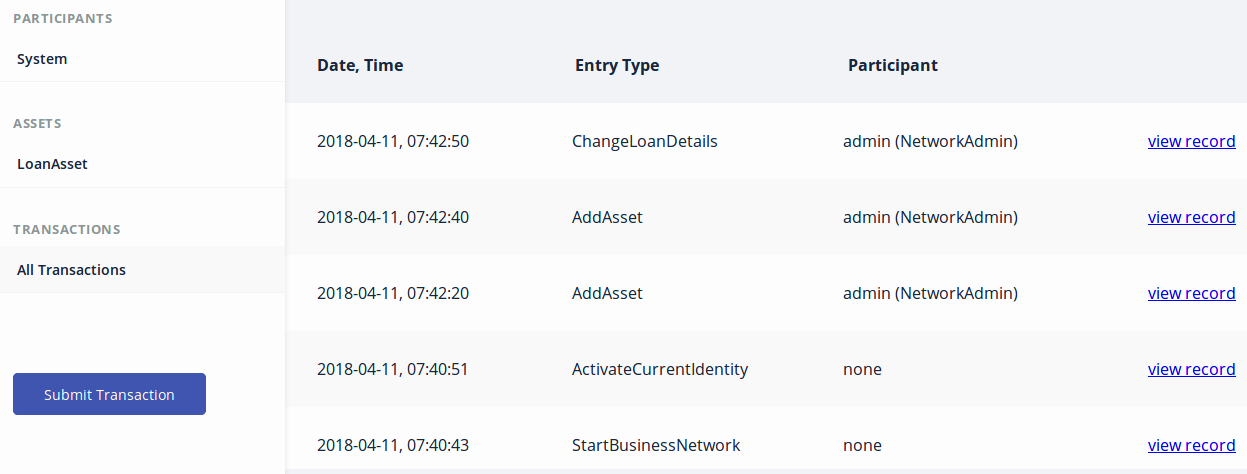 PARTICIPANTS
System
ASSETS
LoanAsset
TRANSACTIONS
All Transactions
Submit Transaction
Date, Time Entry Type Participant
2018-04-11, 07:42:50 ChangeLoanDetails admin (NetworkAdmin) view record
2018-04-11, 07:42:40 AddAsset admin (NetworkAdmin) view record
2018-04-11, 07:42:20 AddAsset admin (NetworkAdmin) view record
2018-04-11, 07:40:51 ActivateCurrentIdentity none view record
2018-04-11, 07:40:43 StartBusinessNetwork none view record